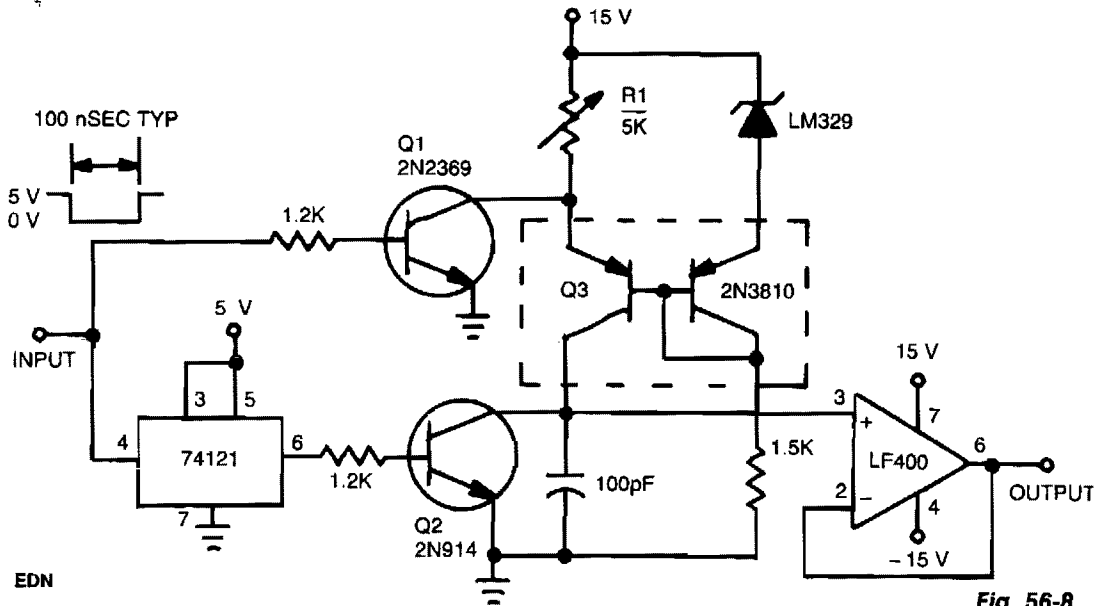 15 V
100 nSEC TYP
5 V
0 V
R1
5K
LM329
Q1
2N2369
1.2K
Q3
2N3810
5 V
INPUT
3
5
4
74121
6
7
1.2K
Q2
2N914
100pF
1.5K
15 V
3
7
+
LF400
6
2
−
4
OUTPUT
− 15 V
EDN
Fig. 56-8